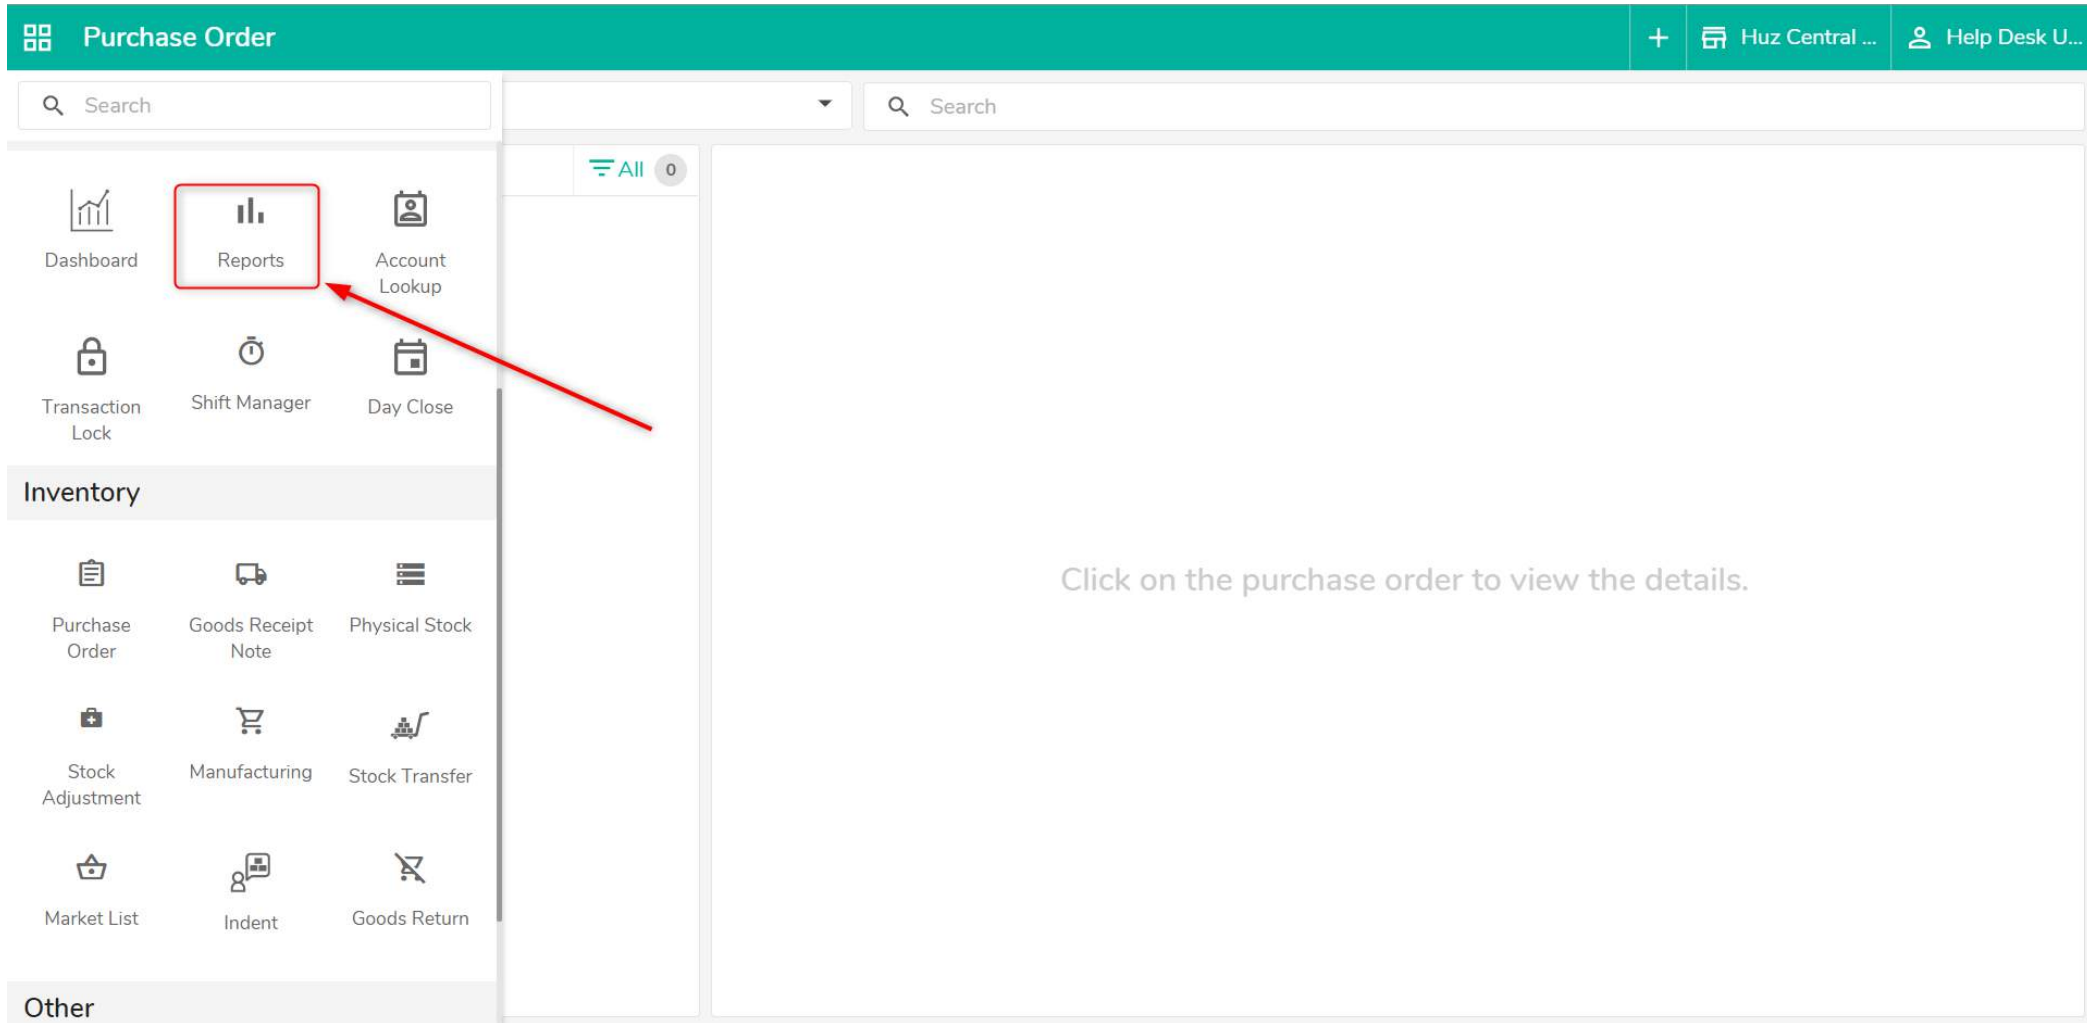 Purchase Order
Huz Central ...
Help Desk U...
Search
Search
All 0
Dashboard
Reports
Account
Lookup
Transaction
Lock
Shift Manager
Day Close
Inventory
Purchase
Order
Goods Receipt
Note
Physical Stock
Stock
Adjustment
Manufacturing
Stock Transfer
Market List
Indent
Goods Return
Other
Click on the purchase order to view the details.